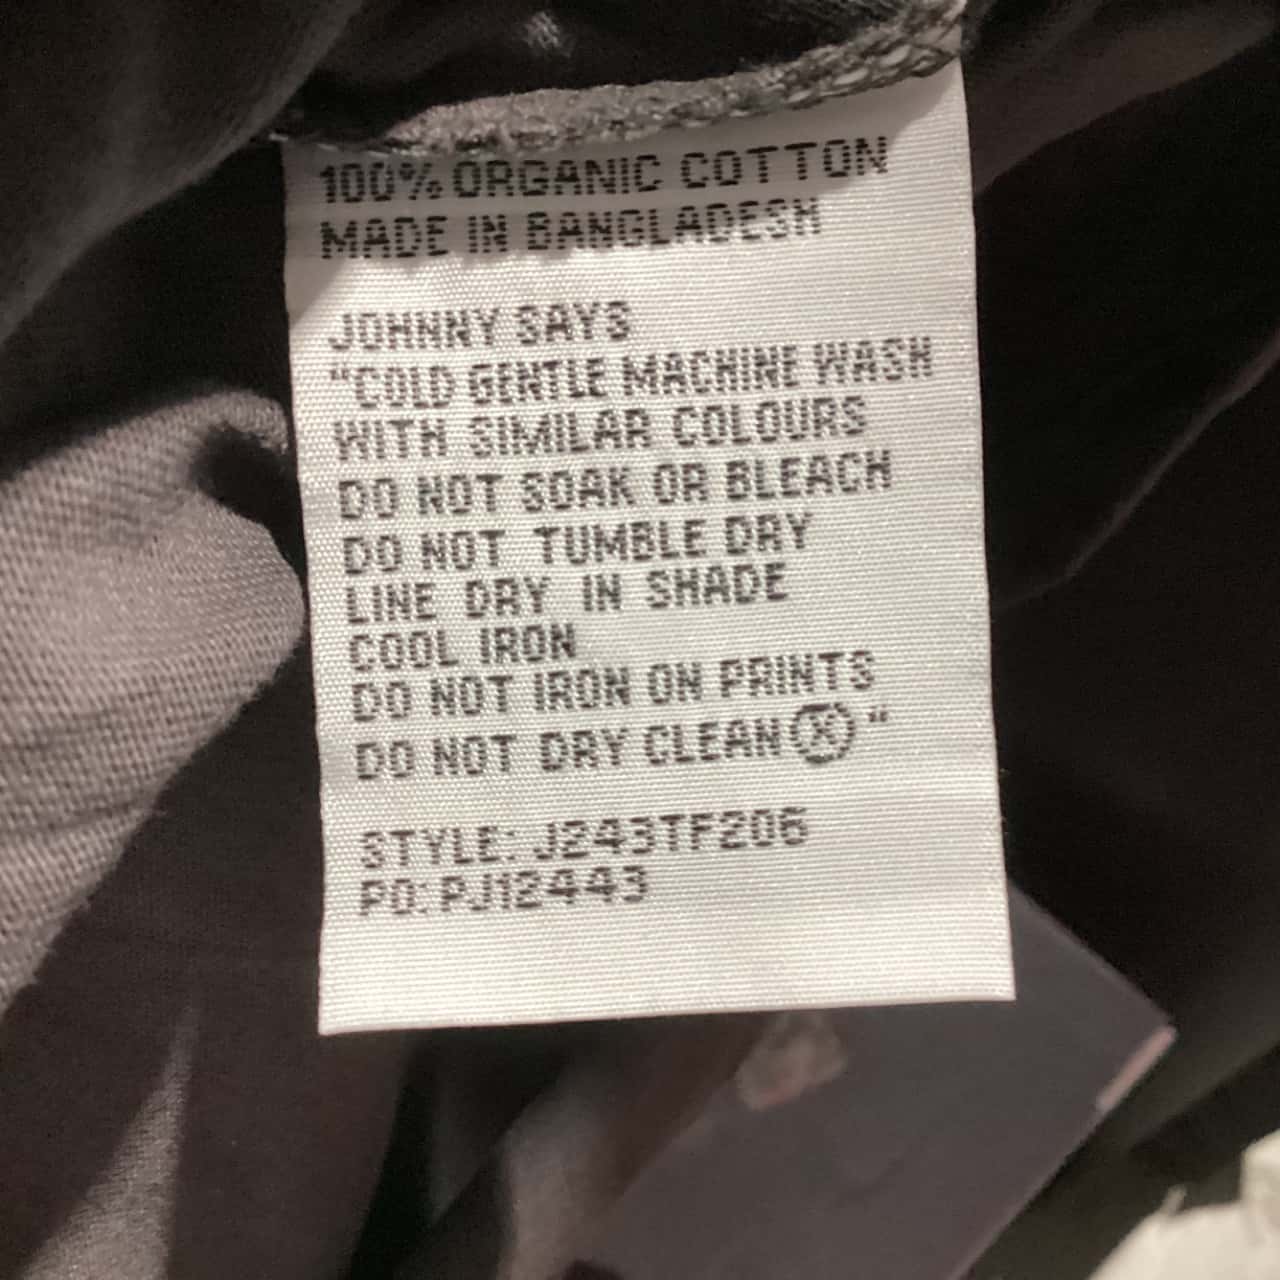 100% ORGANIC COTTON
MADE IN BANGLADESH
JOHNNY SAYS
"COLD GENTLE MACHINE WASH
WITH SIMILAR COLOURS
DO NOT SOAK OR BLEACH
DO NOT TUMBLE DRY
LINE DRY IN SHADE
COOL IRON
DO NOT IRON ON PRINTS
DO NOT DRY CLEAN Ⓧ "
STYLE: J243TF206
PO: PJ12443